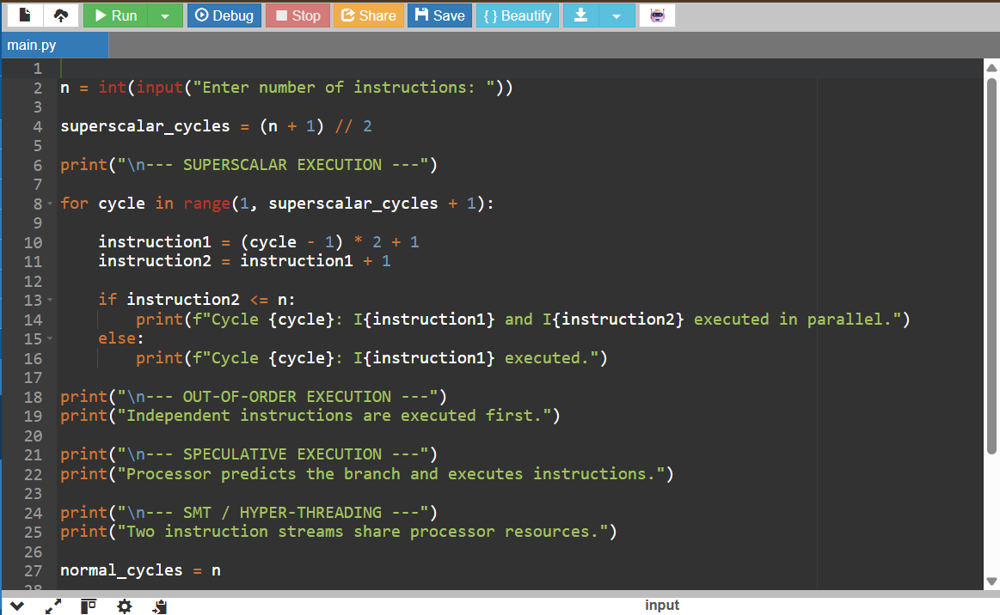 Run Debug Stop Share Save { } Beautify
main.py
1
2 n = int(input("Enter number of instructions: "))
3
4 superscalar_cycles = (n + 1) // 2
5
6 print("\n--- SUPERSCALAR EXECUTION ---")
7
8 for cycle in range(1, superscalar_cycles + 1):
9
10     instruction1 = (cycle - 1) * 2 + 1
11     instruction2 = instruction1 + 1
12
13     if instruction2 <= n:
14         print(f"Cycle {cycle}: I{instruction1} and I{instruction2} executed in parallel.")
15     else:
16         print(f"Cycle {cycle}: I{instruction1} executed.")
17
18 print("\n--- OUT-OF-ORDER EXECUTION ---")
19 print("Independent instructions are executed first.")
20
21 print("\n--- SPECULATIVE EXECUTION ---")
22 print("Processor predicts the branch and executes instructions.")
23
24 print("\n--- SMT / HYPER-THREADING ---")
25 print("Two instruction streams share processor resources.")
26
27 normal_cycles = n
28
input